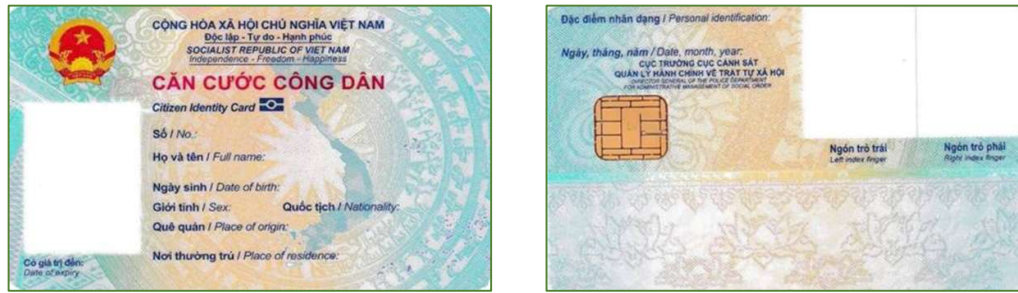 CỘNG HÒA XÃ HỘI CHỦ NGHĨA VIỆT NAM
Độc lập - Tự do - Hạnh phúc
SOCIALIST REPUBLIC OF VIET NAM
Independence - Freedom - Happiness
CĂN CƯỚC CÔNG DÂN
Citizen Identity Card
Số / No.:
Họ và tên / Full name:
Ngày sinh / Date of birth:
Giới tính / Sex: Quốc tịch / Nationality:
Quê quán / Place of origin:
Nơi thường trú / Place of residence:
Có giá trị đến:
Date of expiry
Đặc điểm nhân dạng / Personal identification:
Ngày, tháng, năm / Date, month, year:
CỤC TRƯỞNG CỤC CẢNH SÁT
QUẢN LÝ HÀNH CHÍNH VỀ TRẬT TỰ XÃ HỘI
DIRECTOR GENERAL OF THE POLICE DEPARTMENT
FOR ADMINISTRATIVE MANAGEMENT OF SOCIAL ORDER
Ngón trỏ trái
Left index finger
Ngón trỏ phải
Right index finger